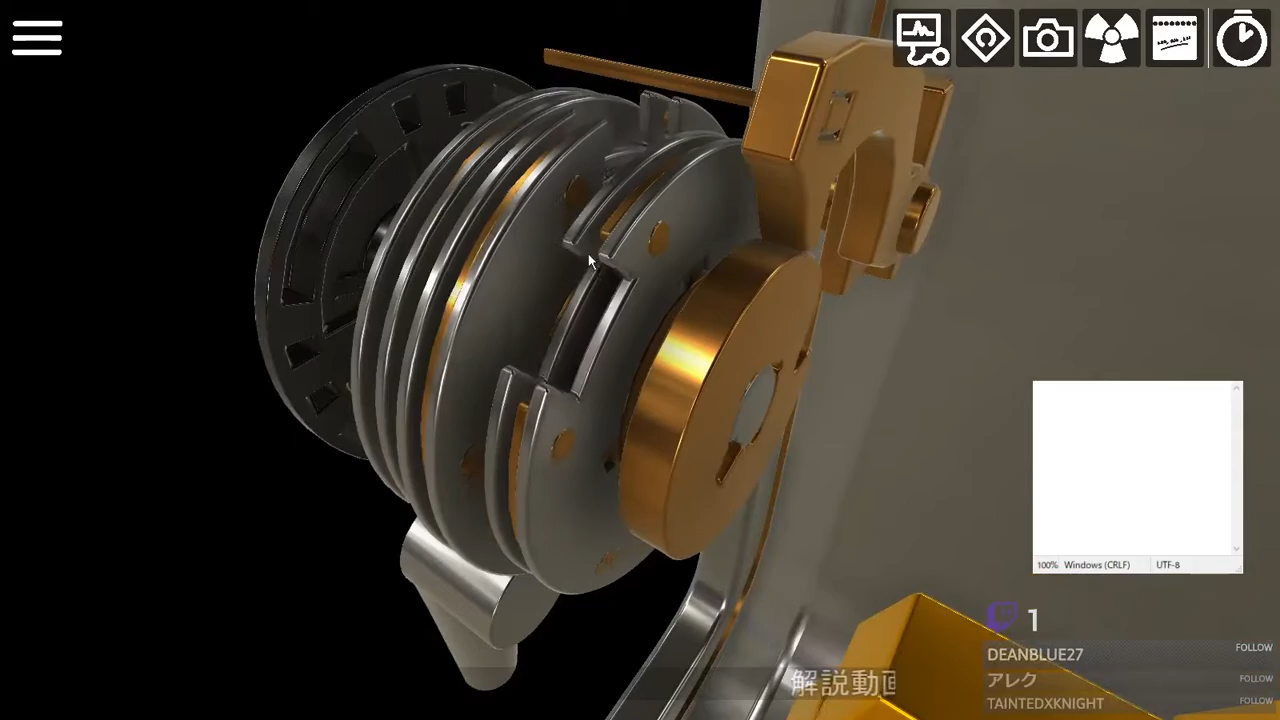 100% Windows (CRLF) UTF-8
1
DEANBLUE27 FOLLOW
アレク FOLLOW
TAINTEDXKNIGHT FOLLOW
解説動画